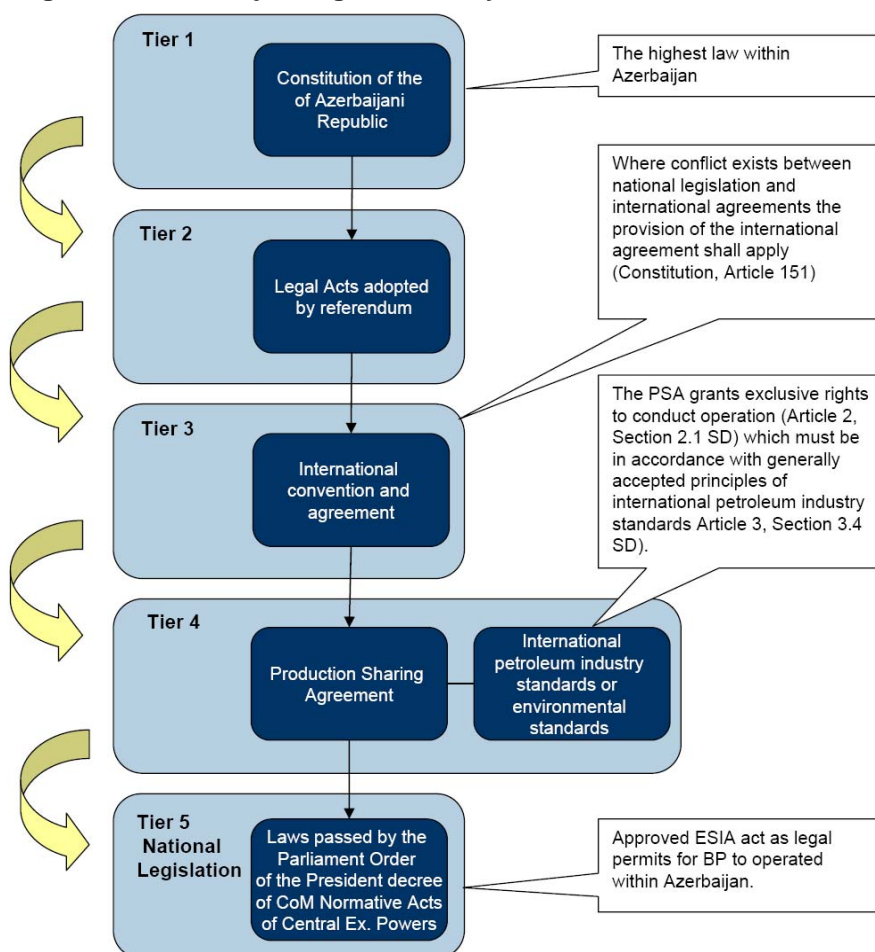 Tier 1
Constitution of the
of Azerbaijani
Republic
The highest law within
Azerbaijan
Where conflict exists between
national legislation and
international agreements the
provision of the international
agreement shall apply
(Constitution, Article 151)
Tier 2
Legal Acts adopted
by referendum
Tier 3
International
convention and
agreement
The PSA grants exclusive rights
to conduct operation (Article 2,
Section 2.1 SD) which must be
in accordance with generally
accepted principles of
international petroleum industry
standards Article 3, Section 3.4
SD).
Tier 4
Production Sharing
Agreement
International
petroleum industry
standards or
environmental
standards
Tier 5
National
Legislation
Laws passed by the
Parliament Order
of the President decree
of CoM Normative Acts
of Central Ex. Powers
Approved ESIA act as legal
permits for BP to operated
within Azerbaijan.